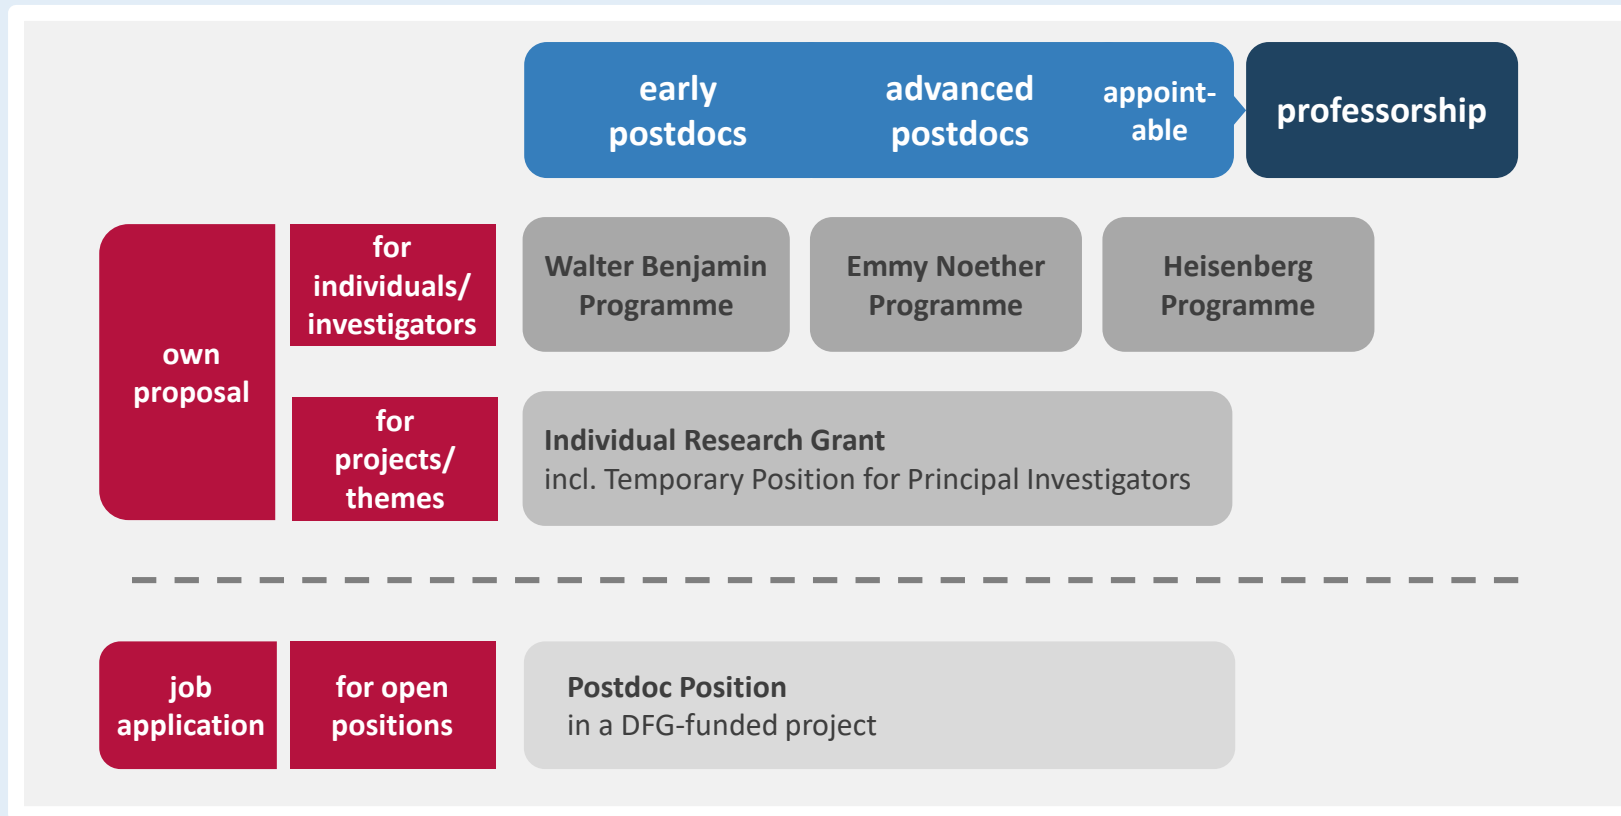 early
postdocs
advanced
postdocs
appoint-
able
professorship
own
proposal
for
individuals/
investigators
Walter Benjamin
Programme
Emmy Noether
Programme
Heisenberg
Programme
for
projects/
themes
Individual Research Grant
incl. Temporary Position for Principal Investigators
job
application
for open
positions
Postdoc Position
in a DFG-funded project